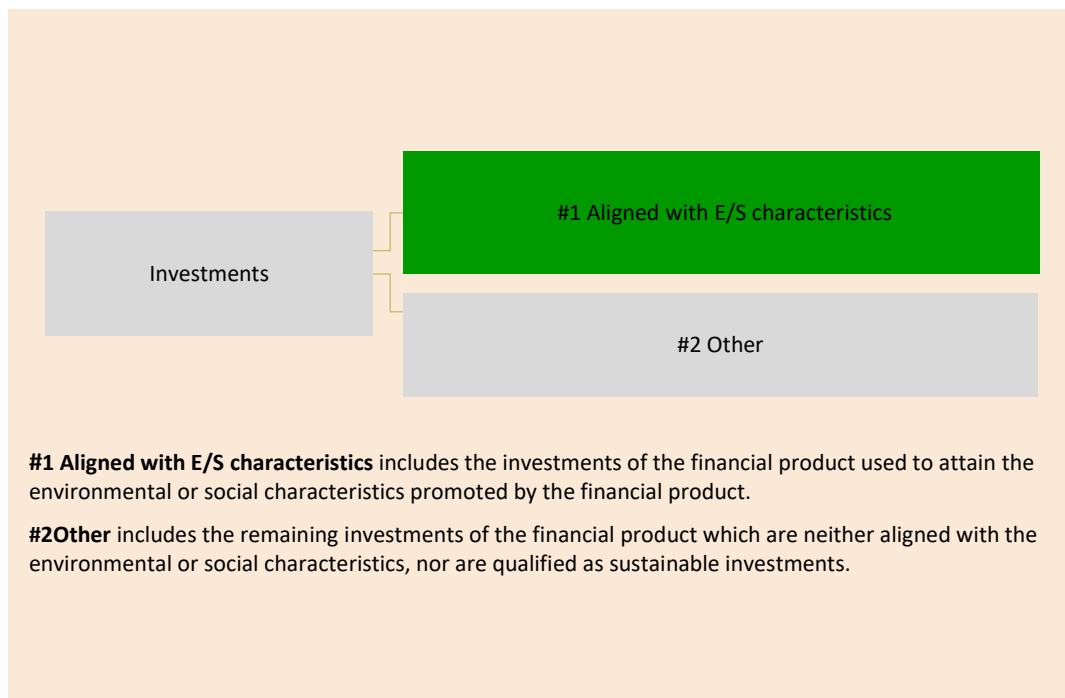 #1 Aligned with E/S characteristics
Investments
#2 Other
#1 Aligned with E/S characteristics includes the investments of the financial product used to attain the
environmental or social characteristics promoted by the financial product.
#2Other includes the remaining investments of the financial product which are neither aligned with the
environmental or social characteristics, nor are qualified as sustainable investments.